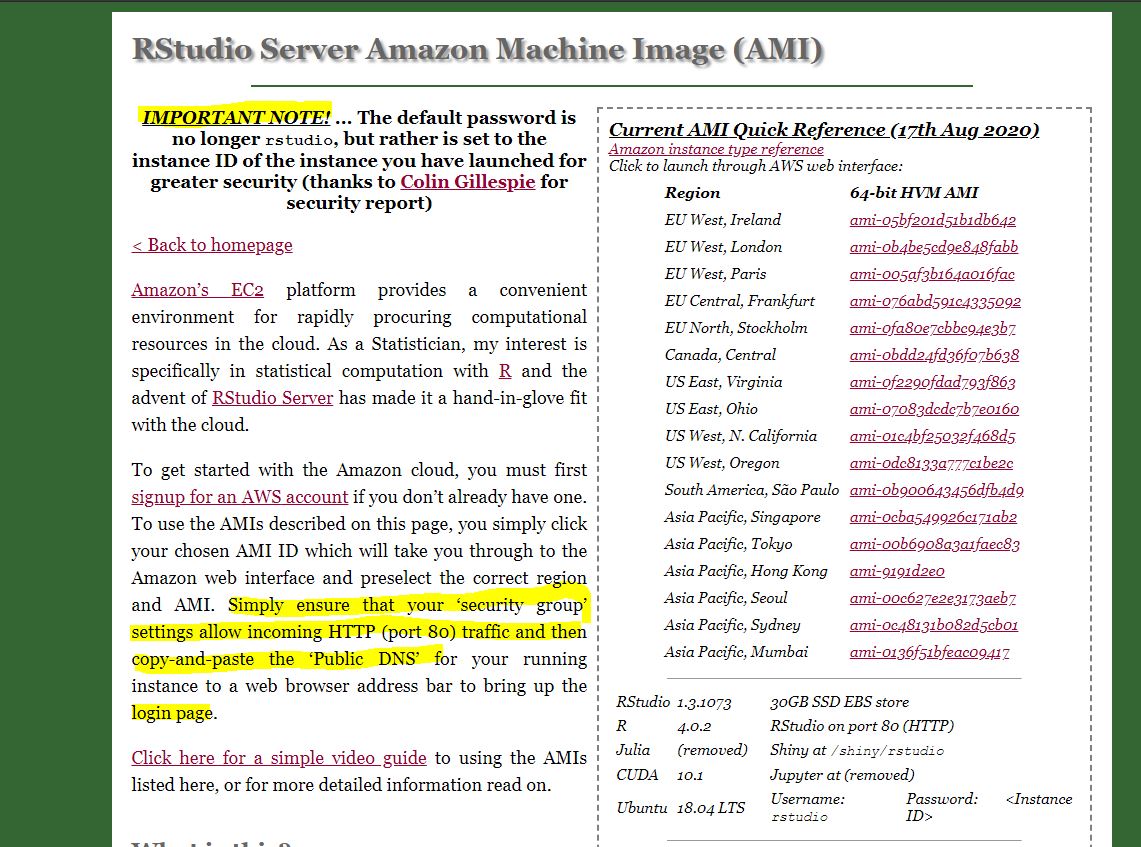 RStudio Server Amazon Machine Image (AMI)
IMPORTANT NOTE! ... The default password is
no longer rstudio, but rather is set to the
instance ID of the instance you have launched for
greater security (thanks to Colin Gillespie for
security report)
< Back to homepage
Amazon's EC2 platform provides a convenient
environment for rapidly procuring computational
resources in the cloud. As a Statistician, my interest is
specifically in statistical computation with R and the
advent of RStudio Server has made it a hand-in-glove fit
with the cloud.
To get started with the Amazon cloud, you must first
signup for an AWS account if you don't already have one.
To use the AMIs described on this page, you simply click
your chosen AMI ID which will take you through to the
Amazon web interface and preselect the correct region
and AMI. Simply ensure that your 'security group'
settings allow incoming HTTP (port 80) traffic and then
copy-and-paste the 'Public DNS' for your running
instance to a web browser address bar to bring up the
login page.
Click here for a simple video guide to using the AMIs
listed here, or for more detailed information read on.
What is this?
Current AMI Quick Reference (17th Aug 2020)
Amazon instance type reference
Click to launch through AWS web interface:
Region 64-bit HVM AMI
EU West, Ireland ami-05bf201d51b1db642
EU West, London ami-0b4be5cd9e848fabb
EU West, Paris ami-005af3b164a016fac
EU Central, Frankfurt ami-076abd591c4335092
EU North, Stockholm ami-0fa80e7cbbc94e3b7
Canada, Central ami-0bdd24fd36f07b638
US East, Virginia ami-0f2290fdad793f863
US East, Ohio ami-07083dcdc7b7e0160
US West, N. California ami-01c4bf25032f468d5
US West, Oregon ami-0dc8133a777c1be2c
South America, São Paulo ami-0b900643456dfb4d9
Asia Pacific, Singapore ami-0cba549926c171ab2
Asia Pacific, Tokyo ami-00b6908a3a1faec83
Asia Pacific, Hong Kong ami-9191d2e0
Asia Pacific, Seoul ami-00c627e2e3173aeb7
Asia Pacific, Sydney ami-0c48131b082d5cb01
Asia Pacific, Mumbai ami-0136f51bfeac09417
RStudio 1.3.1073 30GB SSD EBS store
R 4.0.2 RStudio on port 80 (HTTP)
Julia (removed) Shiny at /shiny/rstudio
CUDA 10.1 Jupyter at (removed)
Ubuntu 18.04 LTS Username: Password: <Instance
rstudio ID>